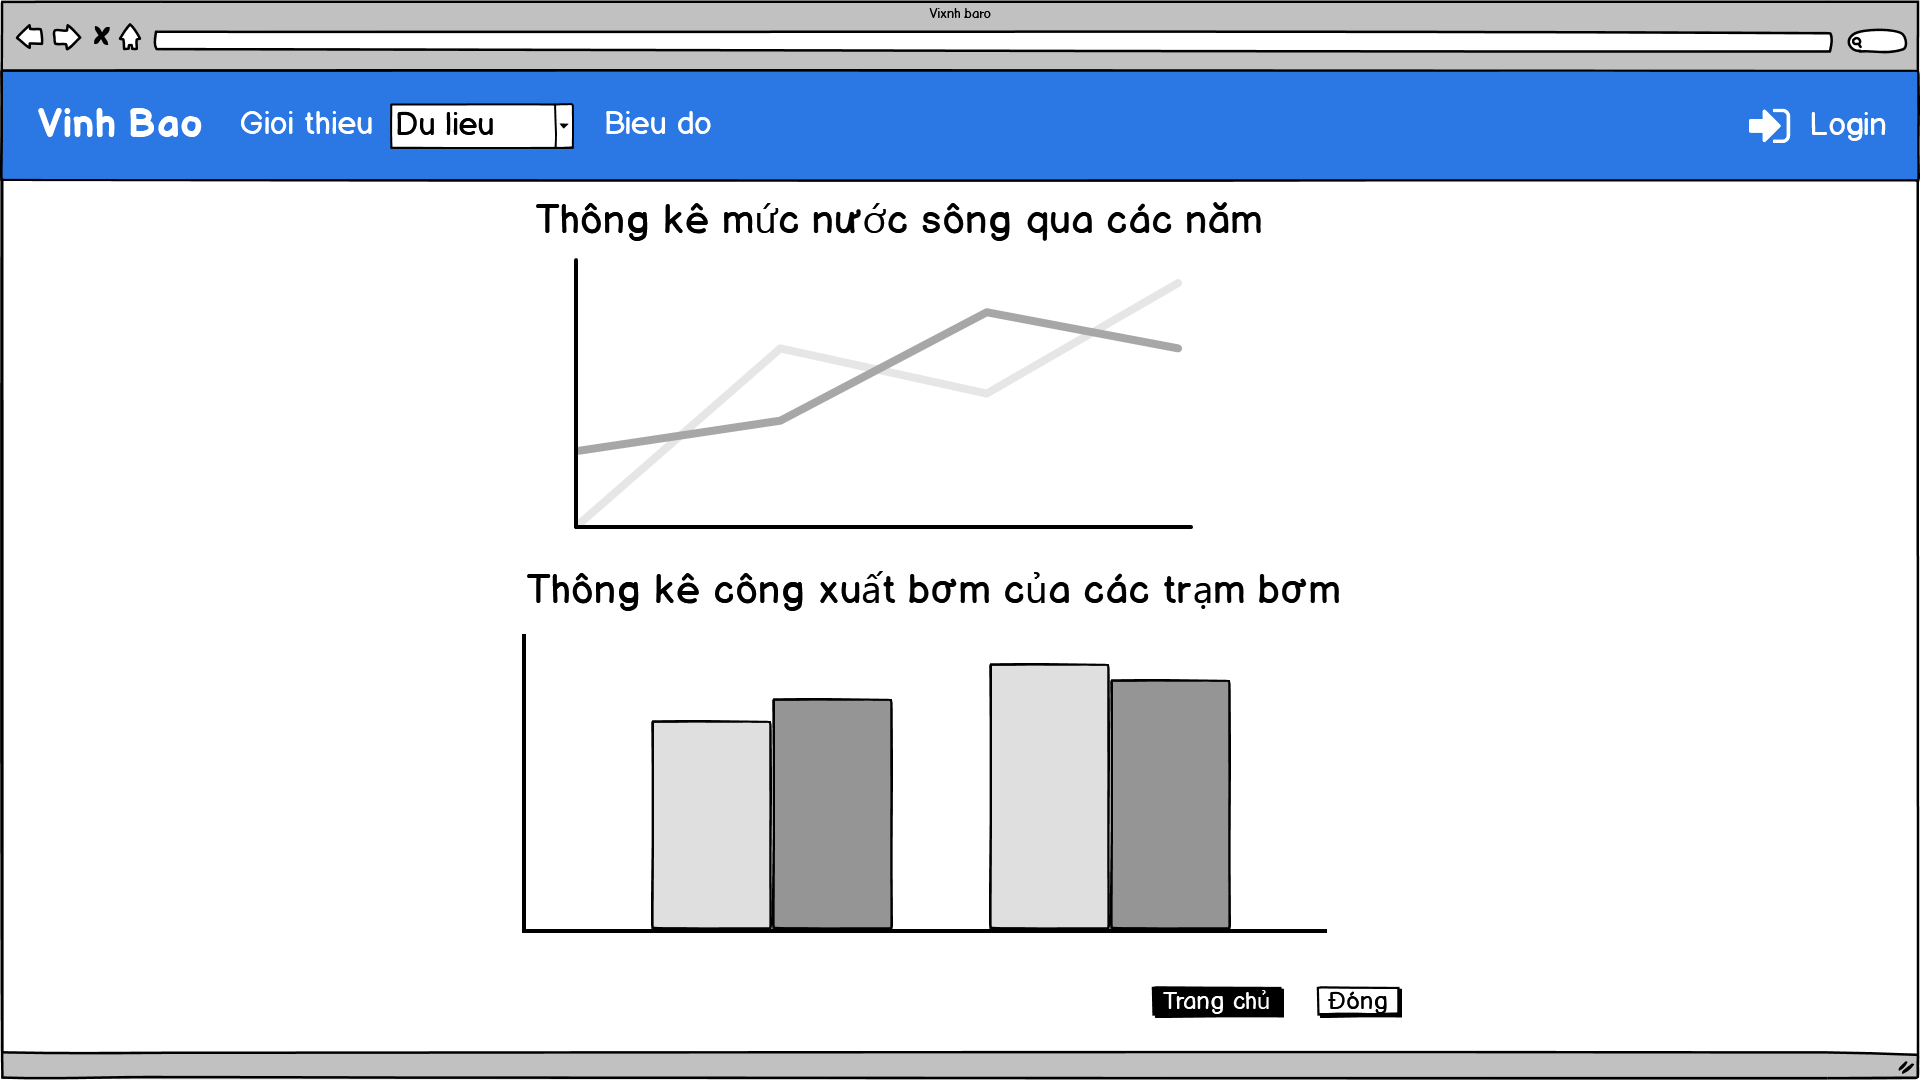 Vixnh baro
Vinh Bao Gioi thieu Du lieu Bieu do Login
Thông kê mức nước sông qua các năm
Thông kê công xuất bơm của các trạm bơm
Trang chủ Đóng